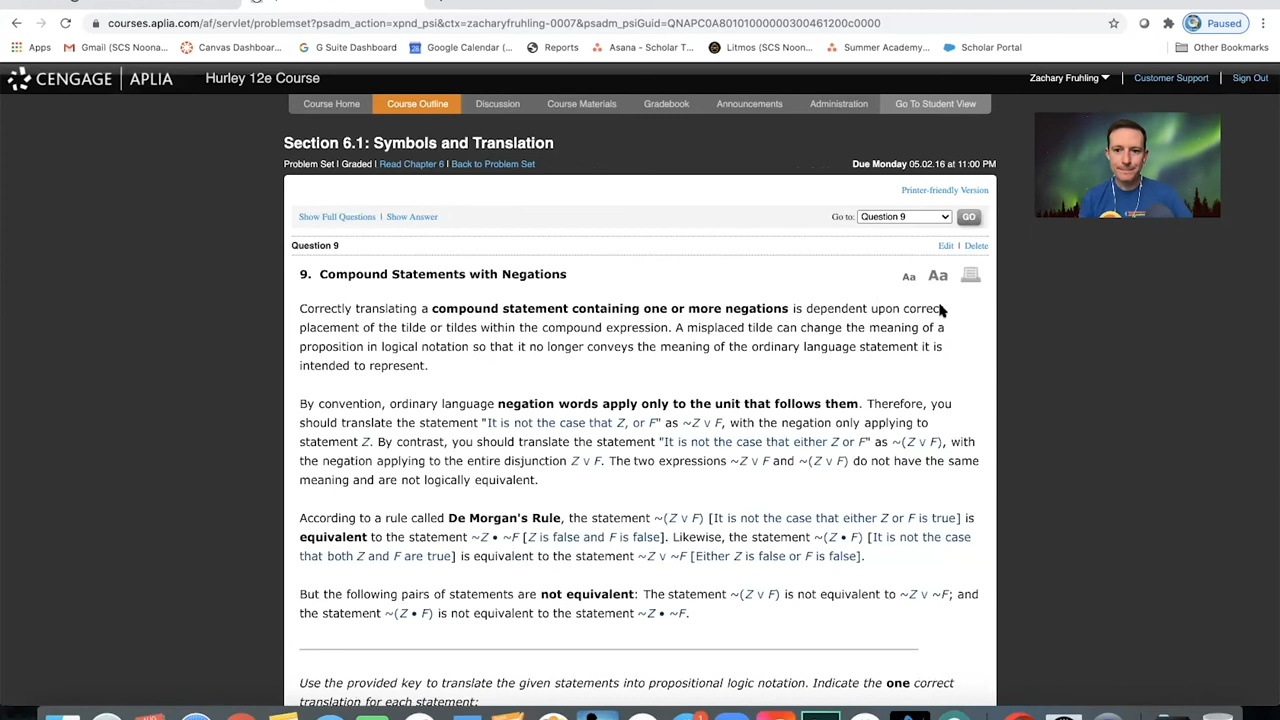 courses.aplia.com/af/servlet/problemset?psadm_action=xpnd_psi&ctx=zacharyfruhling-0007&psadm_psiGuid=QNAPC0A8010100000300461200c0000
Paused
Apps
Gmail (SCS Noona...
Canvas Dashboar...
G Suite Dashboard
Google Calendar (...
Reports
Asana - Scholar T...
Litmos (SCS Noona...
Summer Academy...
Scholar Portal
Other Bookmarks
CENGAGE | APLIA
Hurley 12e Course
Zachary Fruhling
Customer Support
Sign Out
Course Home
Course Outline
Discussion
Course Materials
Gradebook
Announcements
Administration
Go To Student View
Section 6.1: Symbols and Translation
Problem Set | Graded | Read Chapter 6 | Back to Problem Set
Due Monday 05.02.16 at 11:00 PM
Printer-friendly Version
Show Full Questions | Show Answer
Go to: Question 9 GO
Question 9
Edit | Delete
9. Compound Statements with Negations
Aa Aa
Correctly translating a compound statement containing one or more negations is dependent upon correct
placement of the tilde or tildes within the compound expression. A misplaced tilde can change the meaning of a
proposition in logical notation so that it no longer conveys the meaning of the ordinary language statement it is
intended to represent.
By convention, ordinary language negation words apply only to the unit that follows them. Therefore, you
should translate the statement "It is not the case that Z, or F" as ~Z v F, with the negation only applying to
statement Z. By contrast, you should translate the statement "It is not the case that either Z or F" as ~(Z v F), with
the negation applying to the entire disjunction Z v F. The two expressions ~Z v F and ~(Z v F) do not have the same
meaning and are not logically equivalent.
According to a rule called De Morgan's Rule, the statement ~(Z v F) [It is not the case that either Z or F is true] is
equivalent to the statement ~Z • ~F [Z is false and F is false]. Likewise, the statement ~(Z • F) [It is not the case
that both Z and F are true] is equivalent to the statement ~Z v ~F [Either Z is false or F is false].
But the following pairs of statements are not equivalent: The statement ~(Z v F) is not equivalent to ~Z v ~F; and
the statement ~(Z • F) is not equivalent to the statement ~Z • ~F.
Use the provided key to translate the given statements into propositional logic notation. Indicate the one correct
translation for each statement: